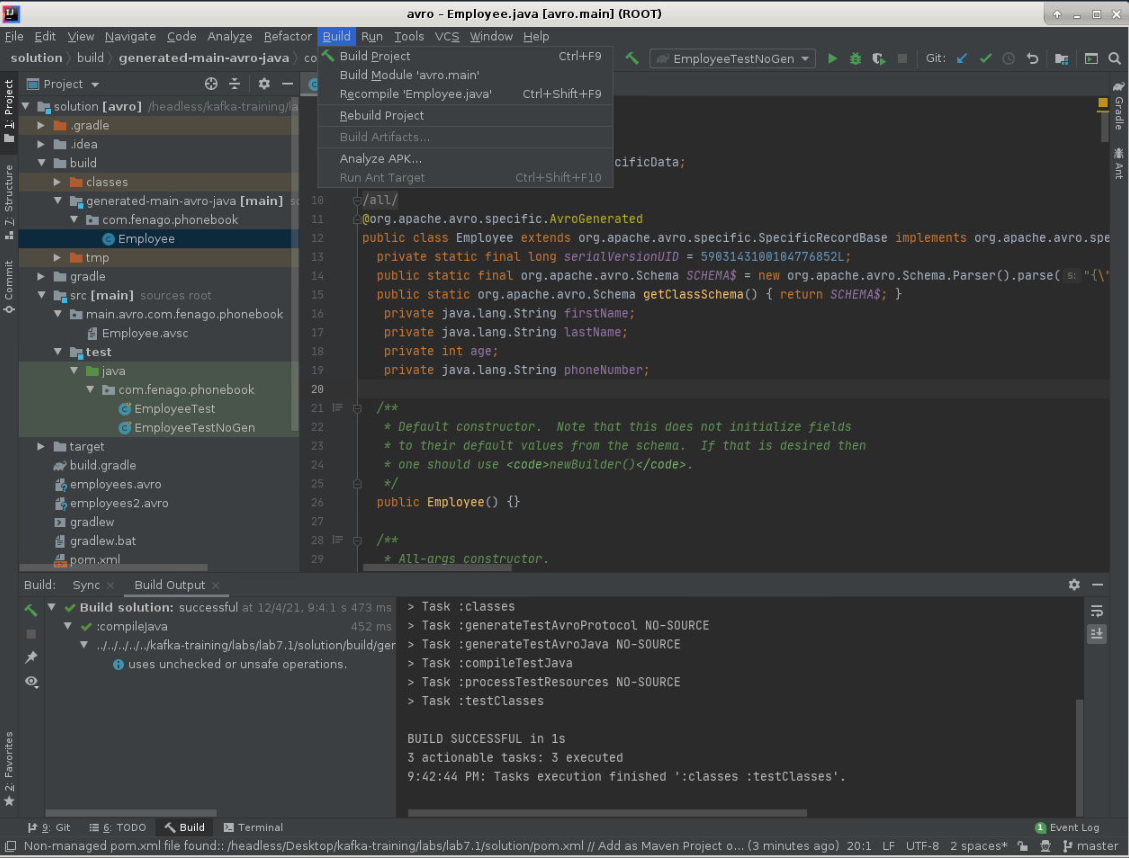 avro – Employee.java [avro.main] (ROOT)
File Edit View Navigate Code Analyze Refactor Build Run Tools VCS Window Help
solution build generated-main-avro-java co
EmployeeTestNoGen
Git:
Build Project Ctrl+F9
Build Module 'avro.main'
Recompile 'Employee.java' Ctrl+Shift+F9
Rebuild Project
Build Artifacts...
Analyze APK...
Run Ant Target Ctrl+Shift+F10
1: Project
7: Structure
Commit
2: Favorites
Gradle
Ant
Project
solution [avro] /headless/kafka-training/la
.gradle
.idea
build
classes
generated-main-avro-java [main]
com.fenago.phonebook
Employee
tmp
gradle
src [main] sources root
main.avro.com.fenago.phonebook
Employee.avsc
test
java
com.fenago.phonebook
EmployeeTest
EmployeeTestNoGen
target
build.gradle
employees.avro
employees2.avro
gradlew
gradlew.bat
pom.xml
cificData;
10 /all/
11 @org.apache.avro.specific.AvroGenerated
12 public class Employee extends org.apache.avro.specific.SpecificRecordBase implements org.apache.avro.spe
13 private static final long serialVersionUID = 5903143100104776852L;
14 public static final org.apache.avro.Schema SCHEMA$ = new org.apache.avro.Schema.Parser().parse( s: "{\"
15 public static org.apache.avro.Schema getClassSchema() { return SCHEMA$; }
16 private java.lang.String firstName;
17 private java.lang.String lastName;
18 private int age;
19 private java.lang.String phoneNumber;
20
21 /**
22 * Default constructor. Note that this does not initialize fields
23 * to their default values from the schema. If that is desired then
24 * one should use <code>newBuilder()</code>.
25 */
26 public Employee() {}
27
28 /**
29 * All-args constructor.
Build: Sync Build Output
Build solution: successful at 12/4/21, 9:4 1 s 473 ms
:compileJava 452 ms
../../../../../kafka-training/labs/lab7.1/solution/build/ger
uses unchecked or unsafe operations.
> Task :classes
> Task :generateTestAvroProtocol NO-SOURCE
> Task :generateTestAvroJava NO-SOURCE
> Task :compileTestJava
> Task :processTestResources NO-SOURCE
> Task :testClasses
BUILD SUCCESSFUL in 1s
3 actionable tasks: 3 executed
9:42:44 PM: Tasks execution finished ':classes :testClasses'.
9: Git 6: TODO Build Terminal 1 Event Log
Non-managed pom.xml file found:: /headless/Desktop/kafka-training/labs/lab7.1/solution/pom.xml // Add as Maven Project o... (3 minutes ago) 20:1 LF UTF-8 2 spaces* master